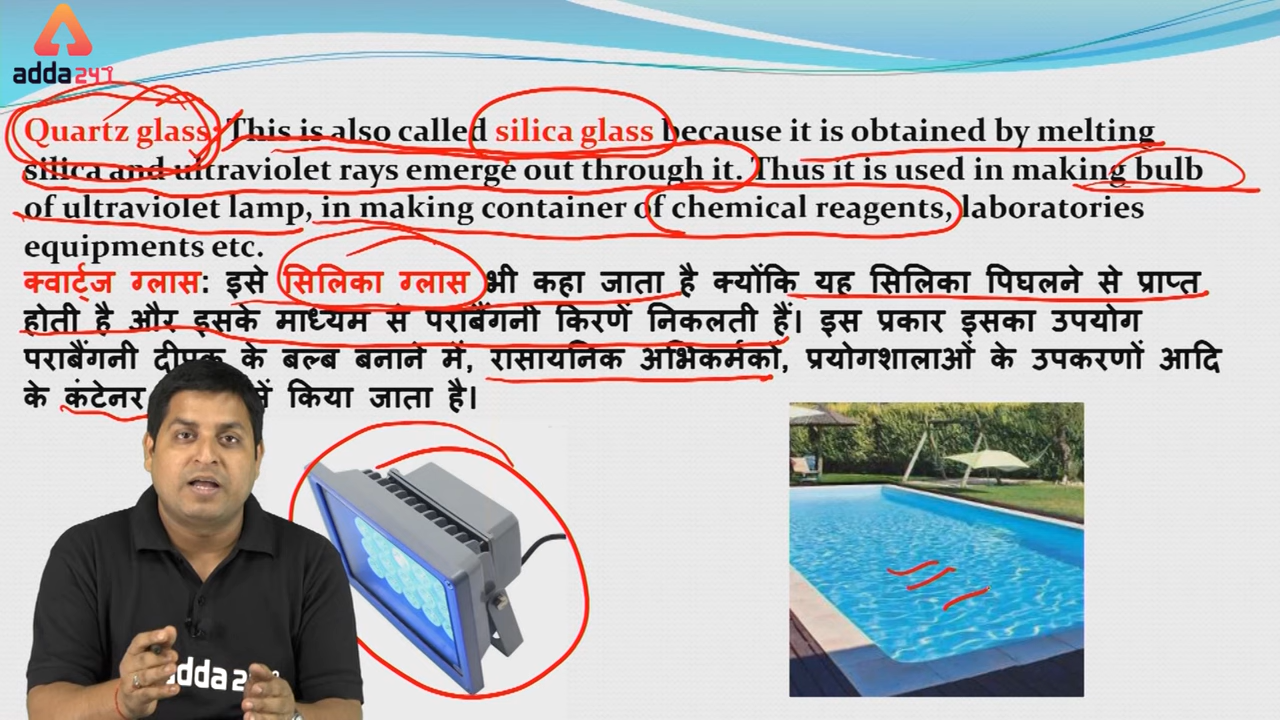 adda247
Quartz glass: This is also called silica glass because it is obtained by melting
silica and ultraviolet rays emerge out through it. Thus it is used in making bulb
of ultraviolet lamp, in making container of chemical reagents, laboratories
equipments etc.
क्वार्ट्ज ग्लास: इसे सिलिका ग्लास भी कहा जाता है क्योंकि यह सिलिका पिघलने से प्राप्त
होती है और इसके माध्यम से पराबैंगनी किरणें निकलती हैं। इस प्रकार इसका उपयोग
पराबैंगनी दीपक के बल्ब बनाने में, रासायनिक अभिकर्मकों, प्रयोगशालाओं के उपकरणों आदि
के कंटेनर में किया जाता है।
adda 2